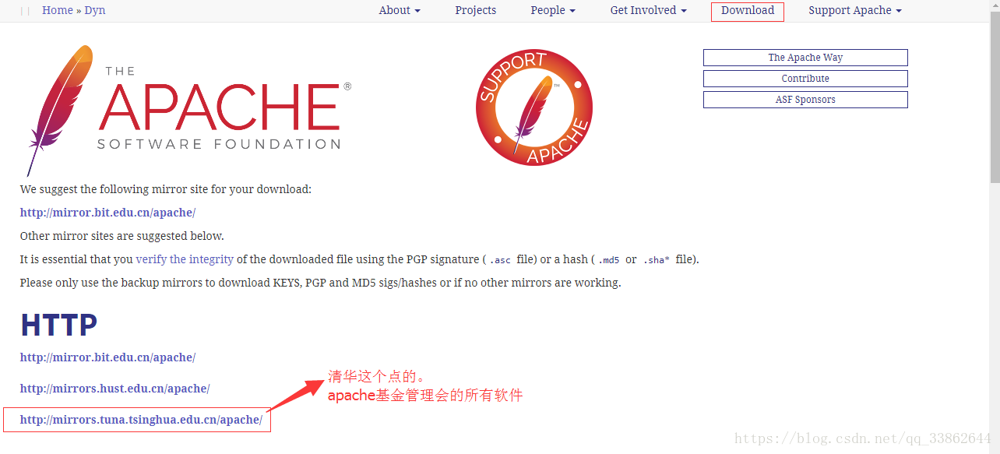 Home » Dyn
About
Projects
People
Get Involved
Download
Support Apache
THE
APACHE®
SOFTWARE FOUNDATION
SUPPORT
™
APACHE
The Apache Way
Contribute
ASF Sponsors
We suggest the following mirror site for your download:
http://mirror.bit.edu.cn/apache/
Other mirror sites are suggested below.
It is essential that you verify the integrity of the downloaded file using the PGP signature ( .asc file) or a hash ( .md5 or .sha* file).
Please only use the backup mirrors to download KEYS, PGP and MD5 sigs/hashes or if no other mirrors are working.
HTTP
http://mirror.bit.edu.cn/apache/
http://mirrors.hust.edu.cn/apache/
http://mirrors.tuna.tsinghua.edu.cn/apache/
清华这个点的。
apache基金管理会的所有软件
https://blog.csdn.net/qq_33862644